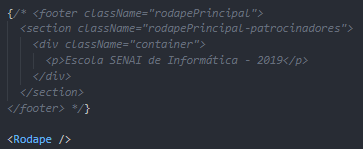 {/* <footer className="rodapePrincipal">
<section className="rodapePrincipal-patrocinadores">
<div className="container">
<p>Escola SENAI de Informática - 2019</p>
</div>
</section>
</footer> */}
<Rodape />